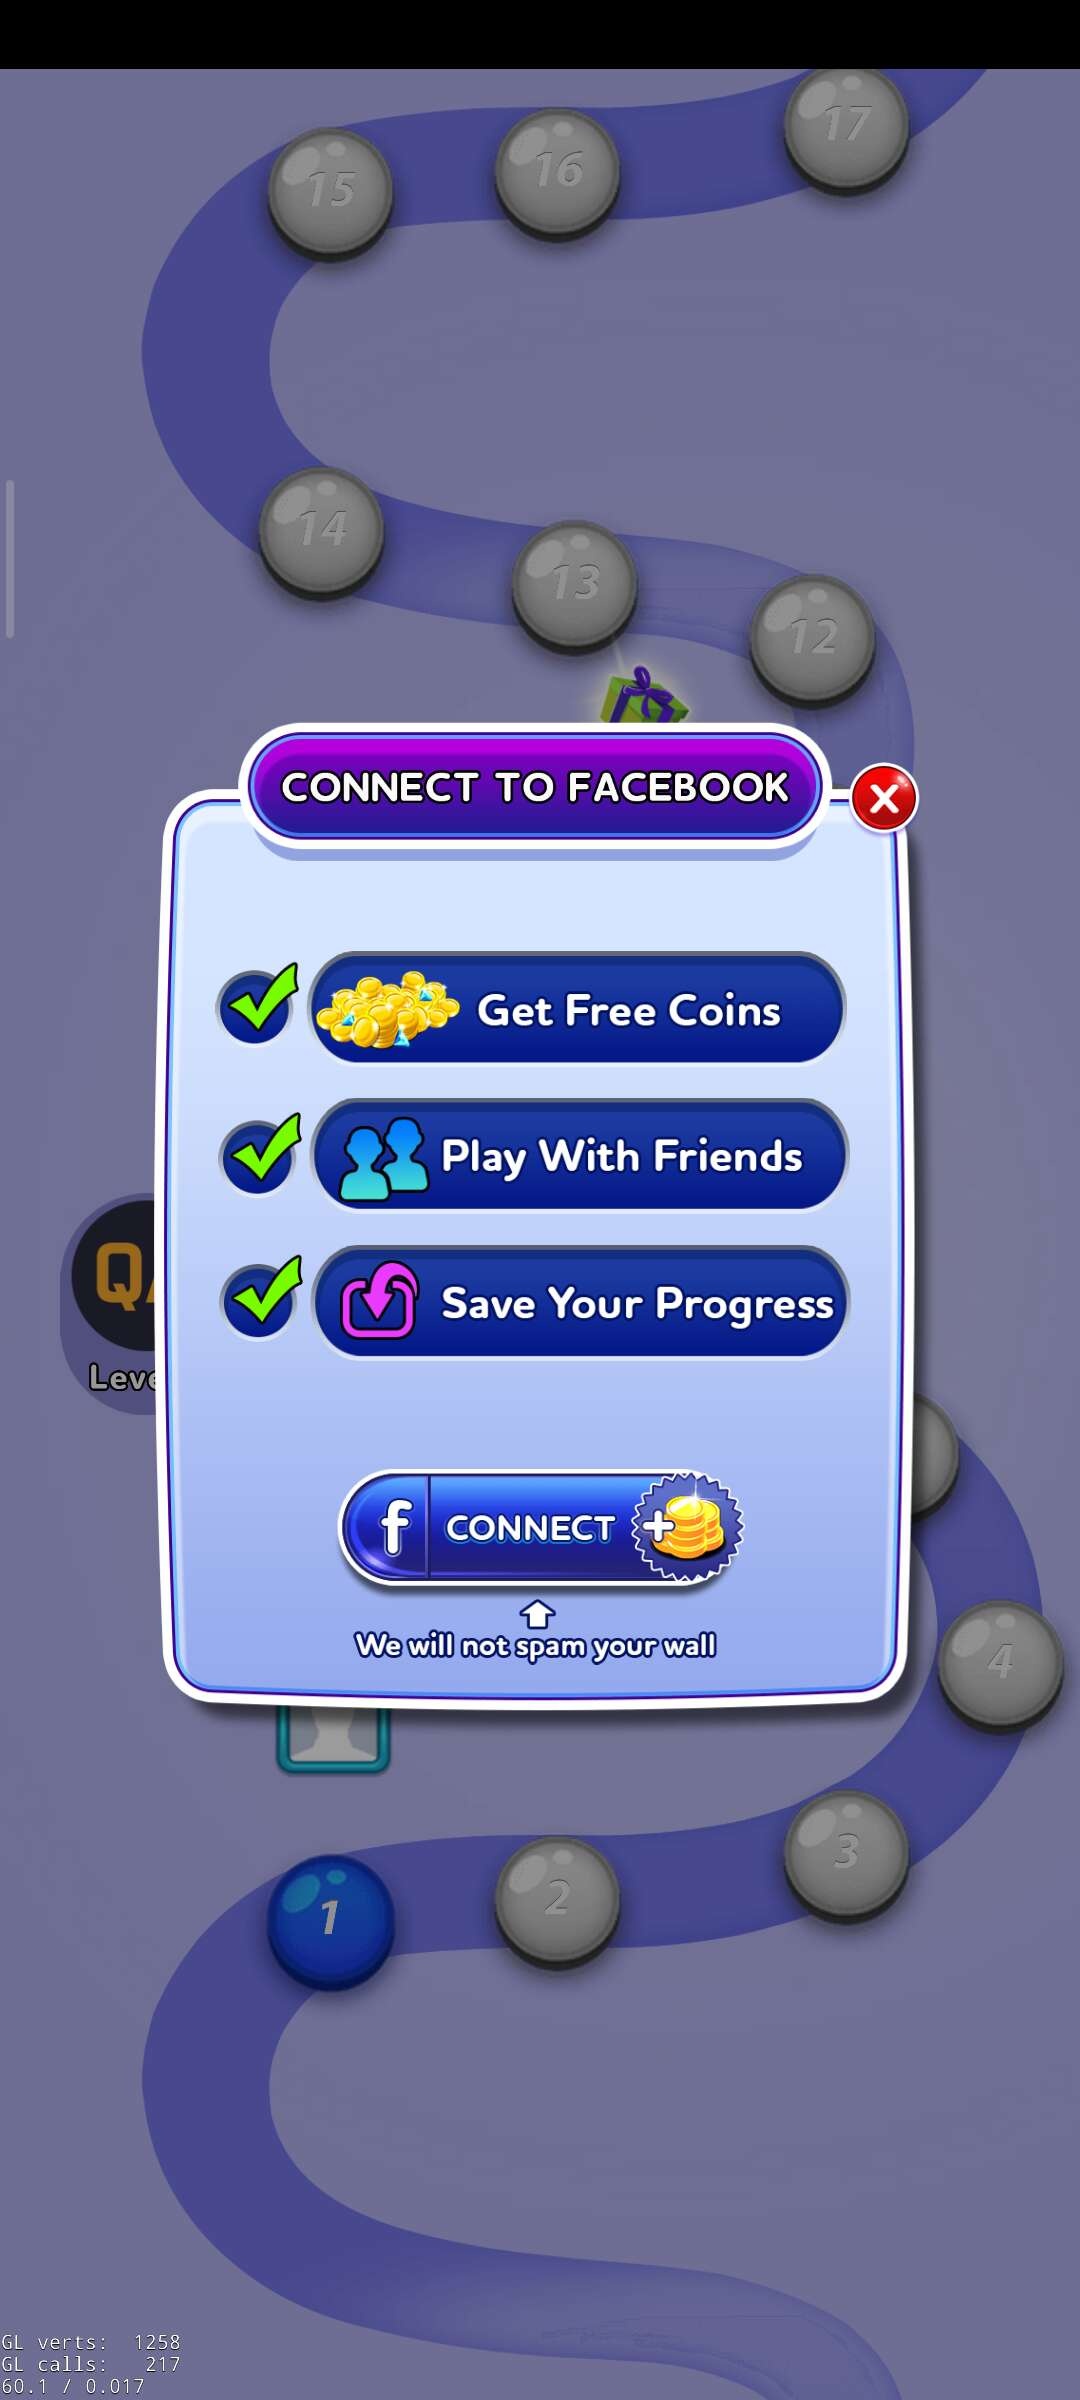 17
16
15
14
13
12
CONNECT TO FACEBOOK
Get Free Coins
Play With Friends
Save Your Progress
f CONNECT +
We will not spam your wall
4
3
2
1
GL verts: 1258
GL calls: 217
60.1 / 0.017